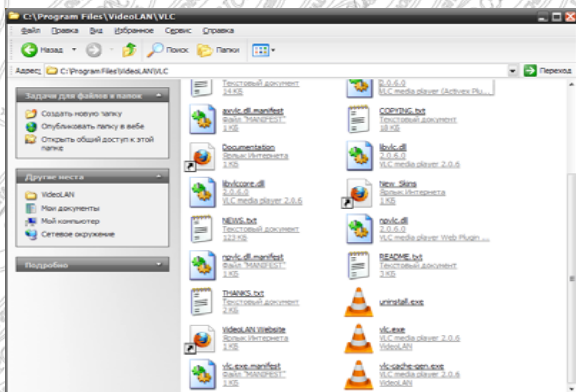 C:\Program Files\VideoLAN\VLC
Файл Правка Вид Избранное Сервис Справка
Назад Поиск Папки
Адрес: C:\Program Files\VideoLAN\VLC Переход
Задачи для файлов и папок
Создать новую папку
Опубликовать папку в вебе
Открыть общий доступ к этой
папке
Другие места
VideoLAN
Мои документы
Мой компьютер
Сетевое окружение
Подробно
Текстовый документ
14 КБ
2.0.6.0
VLC media player (ActiveX Plu...
axvlc.dll.manifest
Файл "MANIFEST"
1 КБ
COPYING.txt
Текстовый документ
18 КБ
Documentation
Ярлык Интернета
1 КБ
libvlc.dll
2.0.6.0
VLC media player 2.0.6
libvlccore.dll
2.0.6.0
VLC media player 2.0.6
New_Skins
Ярлык Интернета
1 КБ
NEWS.txt
Текстовый документ
123 КБ
npvlc.dll
2.0.6.0
VLC media player Web Plugin ...
npvlc.dll.manifest
Файл "MANIFEST"
1 КБ
README.txt
Текстовый документ
3 КБ
THANKS.txt
Текстовый документ
2 КБ
uninstall.exe
VideoLAN Website
Ярлык Интернета
1 КБ
vlc.exe
VLC media player 2.0.6
VideoLAN
vlc.exe.manifest
Файл "MANIFEST"
1 КБ
vlc-cache-gen.exe
VLC media player 2.0.6
VideoLAN